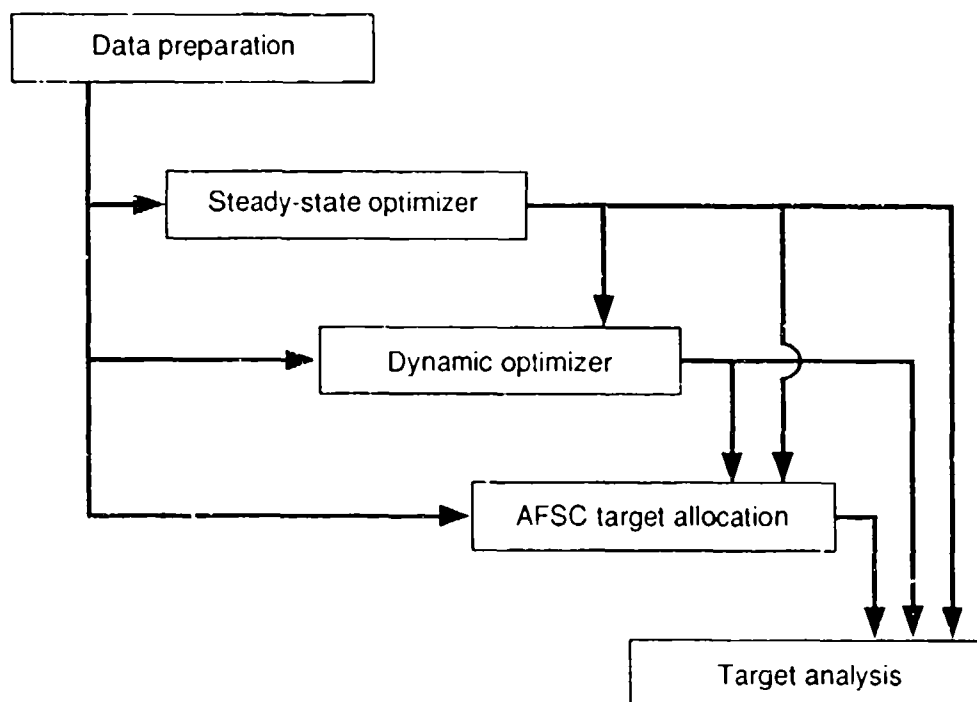 Data preparation
Steady-state optimizer
Dynamic optimizer
AFSC target allocation
Target analysis